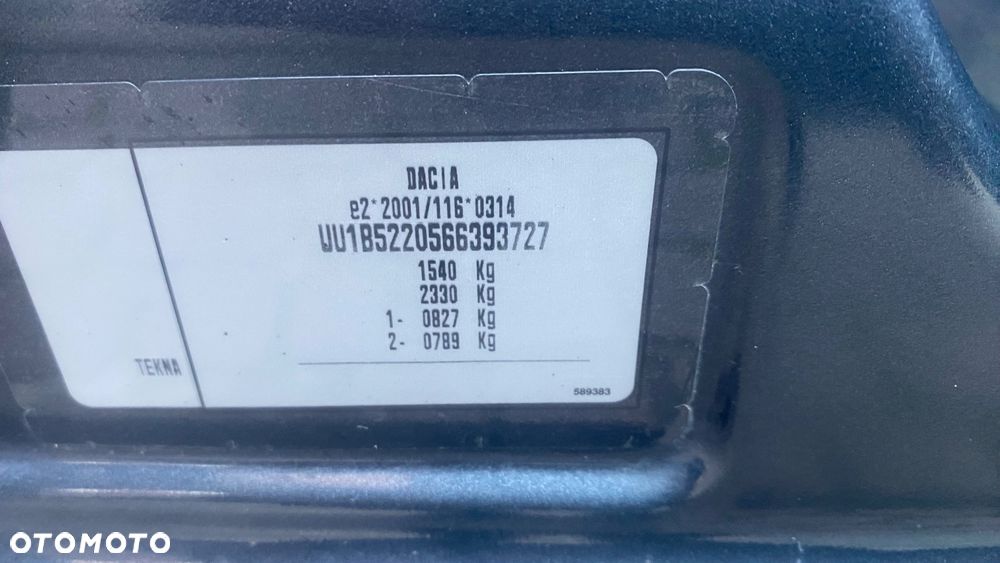 DACIA
e2*2001/116*0314
UU1B5220566393727
1540 Kg
2330 Kg
1- 0827 Kg
2- 0789 Kg
TEKNA
589383
OTOMOTO